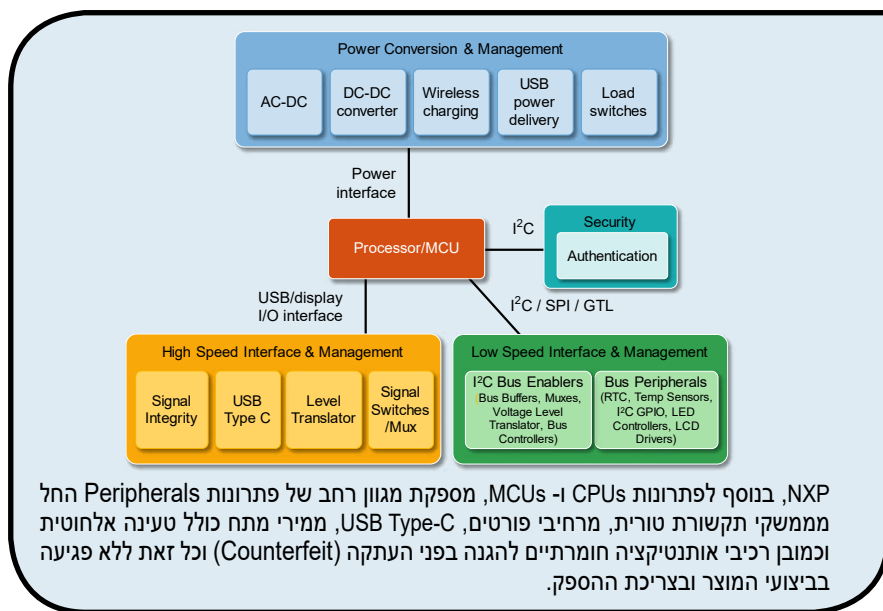 Power Conversion & Management
AC-DC
DC-DC
converter
Wireless
charging
USB
power
delivery
Load
switches
Power
interface
Processor/MCU
I²C
Security
Authentication
USB/display
I/O interface
I²C / SPI / GTL
High Speed Interface & Management
Signal
Integrity
USB
Type C
Level
Translator
Signal
Switches
/Mux
Low Speed Interface & Management
I²C Bus Enablers
(Bus Buffers, Muxes,
Voltage Level
Translator, Bus
Controllers)
Bus Peripherals
(RTC, Temp Sensors,
I²C GPIO, LED
Controllers, LCD
Drivers)
NXP, בנוסף לפתרונות CPUs ו- MCUs, מספקת מגוון רחב של פתרונות Peripherals החל
מממשקי תקשורת טורית, מרחיבי פורטים, USB Type-C, ממירי מתח כולל טעינה אלחוטית
וכמובן רכיבי אותנטיקציה חומרתיים להגנה בפני העתקה (Counterfeit) וכל זאת ללא פגיעה
בביצועי המוצר ובצריכת ההספק.